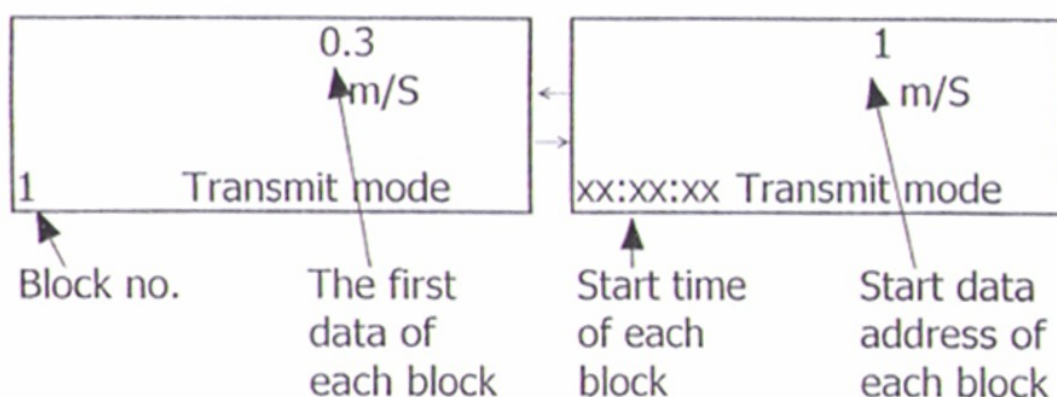 0.3
m/S
1 Transmit mode
1
m/S
xx:xx:xx Transmit mode
Block no.
The first
data of
each block
Start time
of each
block
Start data
address of
each block